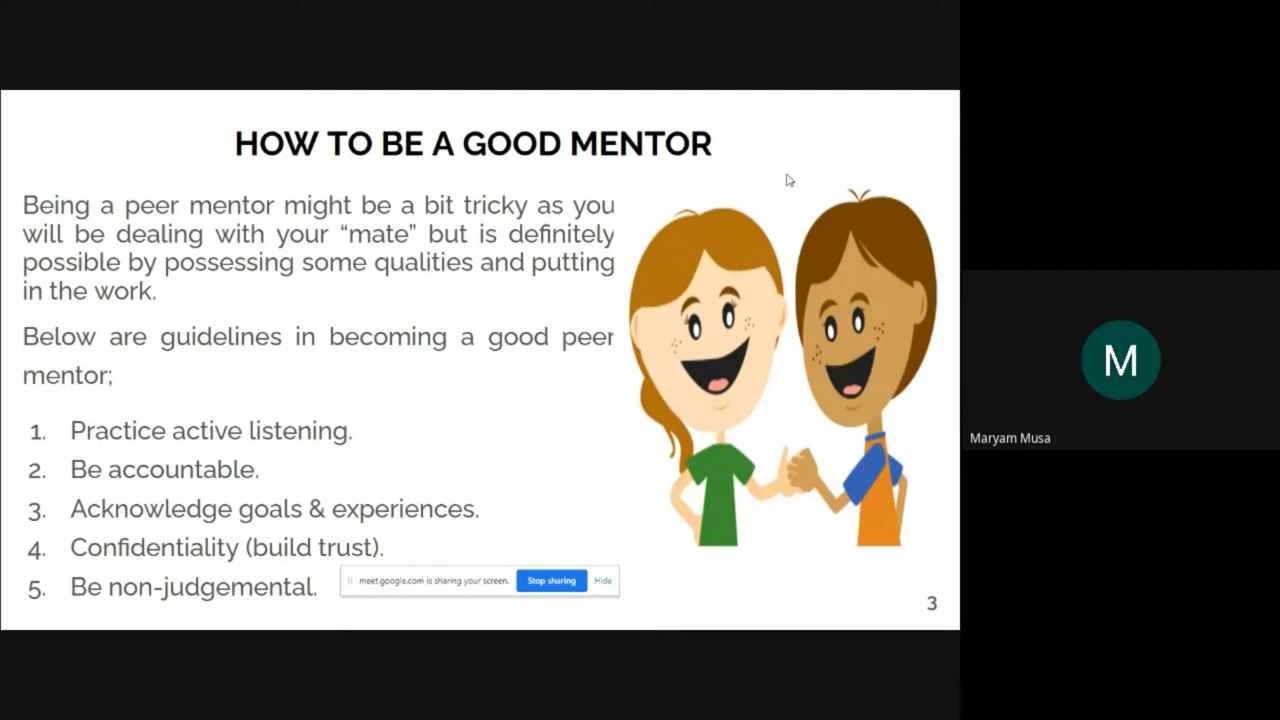 HOW TO BE A GOOD MENTOR
Being a peer mentor might be a bit tricky as you
will be dealing with your “mate” but is definitely
possible by possessing some qualities and putting
in the work.
Below are guidelines in becoming a good peer
mentor;
1. Practice active listening.
2. Be accountable.
3. Acknowledge goals & experiences.
4. Confidentiality (build trust).
5. Be non-judgemental.
meet.google.com is sharing your screen. Stop sharing Hide
3
M
Maryam Musa